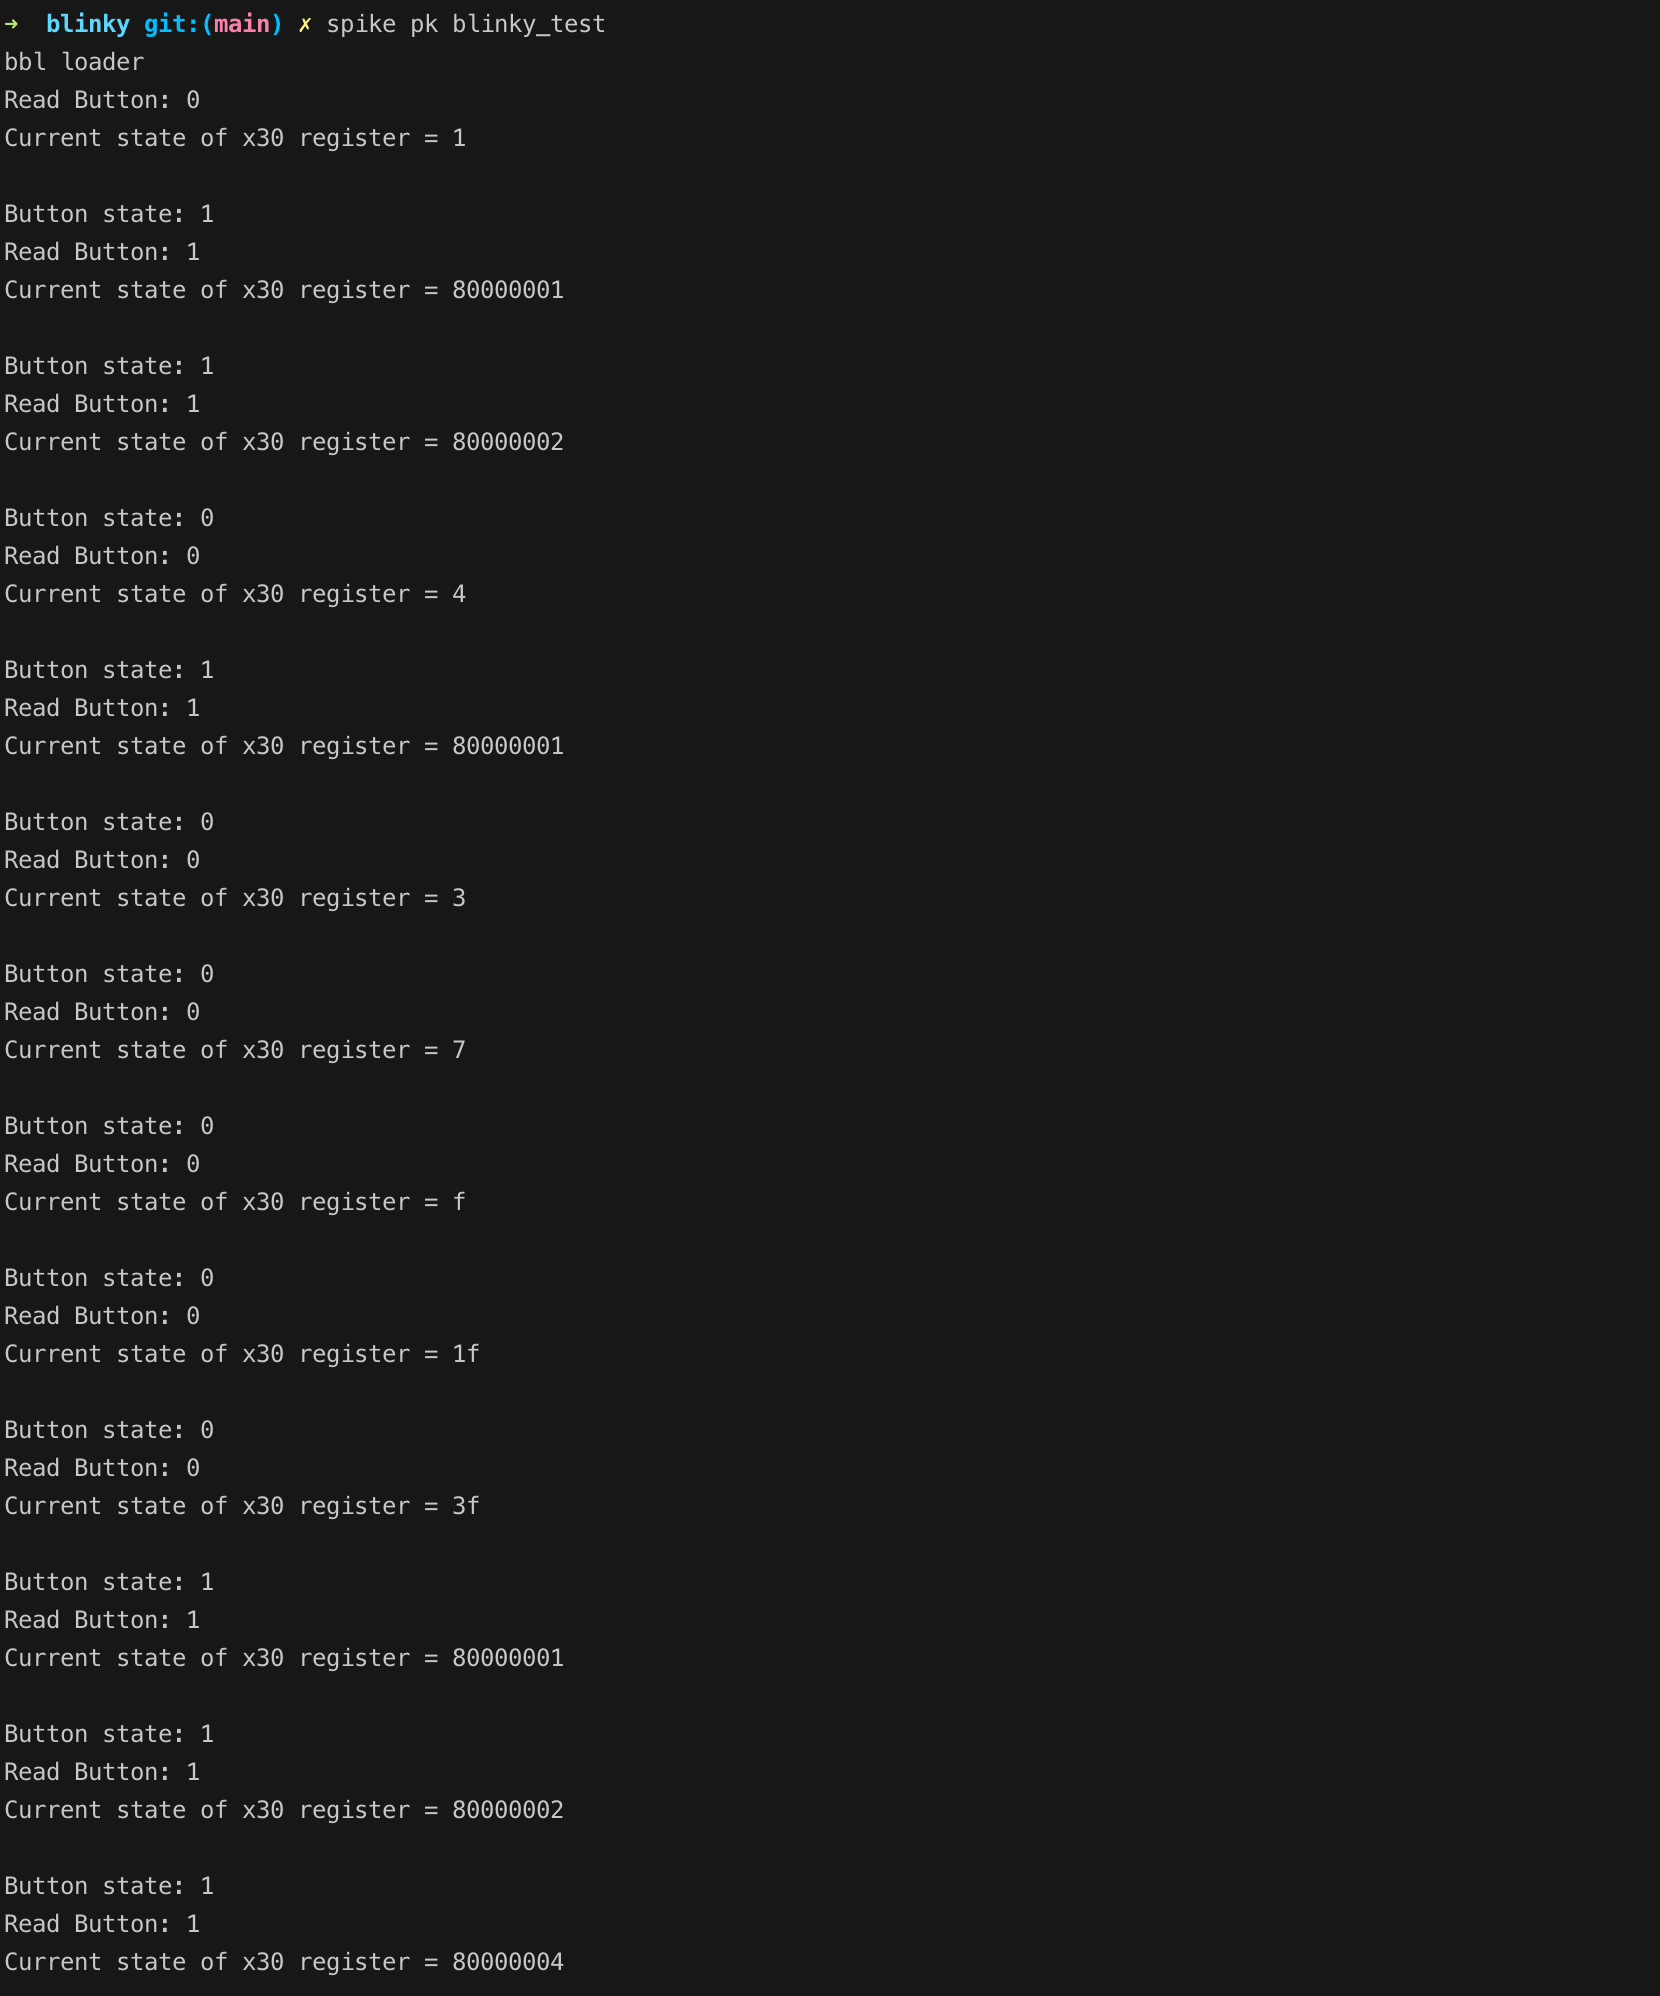 ➜  blinky git:(main) ✗ spike pk blinky_test
bbl loader
Read Button: 0
Current state of x30 register = 1

Button state: 1
Read Button: 1
Current state of x30 register = 80000001

Button state: 1
Read Button: 1
Current state of x30 register = 80000002

Button state: 0
Read Button: 0
Current state of x30 register = 4

Button state: 1
Read Button: 1
Current state of x30 register = 80000001

Button state: 0
Read Button: 0
Current state of x30 register = 3

Button state: 0
Read Button: 0
Current state of x30 register = 7

Button state: 0
Read Button: 0
Current state of x30 register = f

Button state: 0
Read Button: 0
Current state of x30 register = 1f

Button state: 0
Read Button: 0
Current state of x30 register = 3f

Button state: 1
Read Button: 1
Current state of x30 register = 80000001

Button state: 1
Read Button: 1
Current state of x30 register = 80000002

Button state: 1
Read Button: 1
Current state of x30 register = 80000004